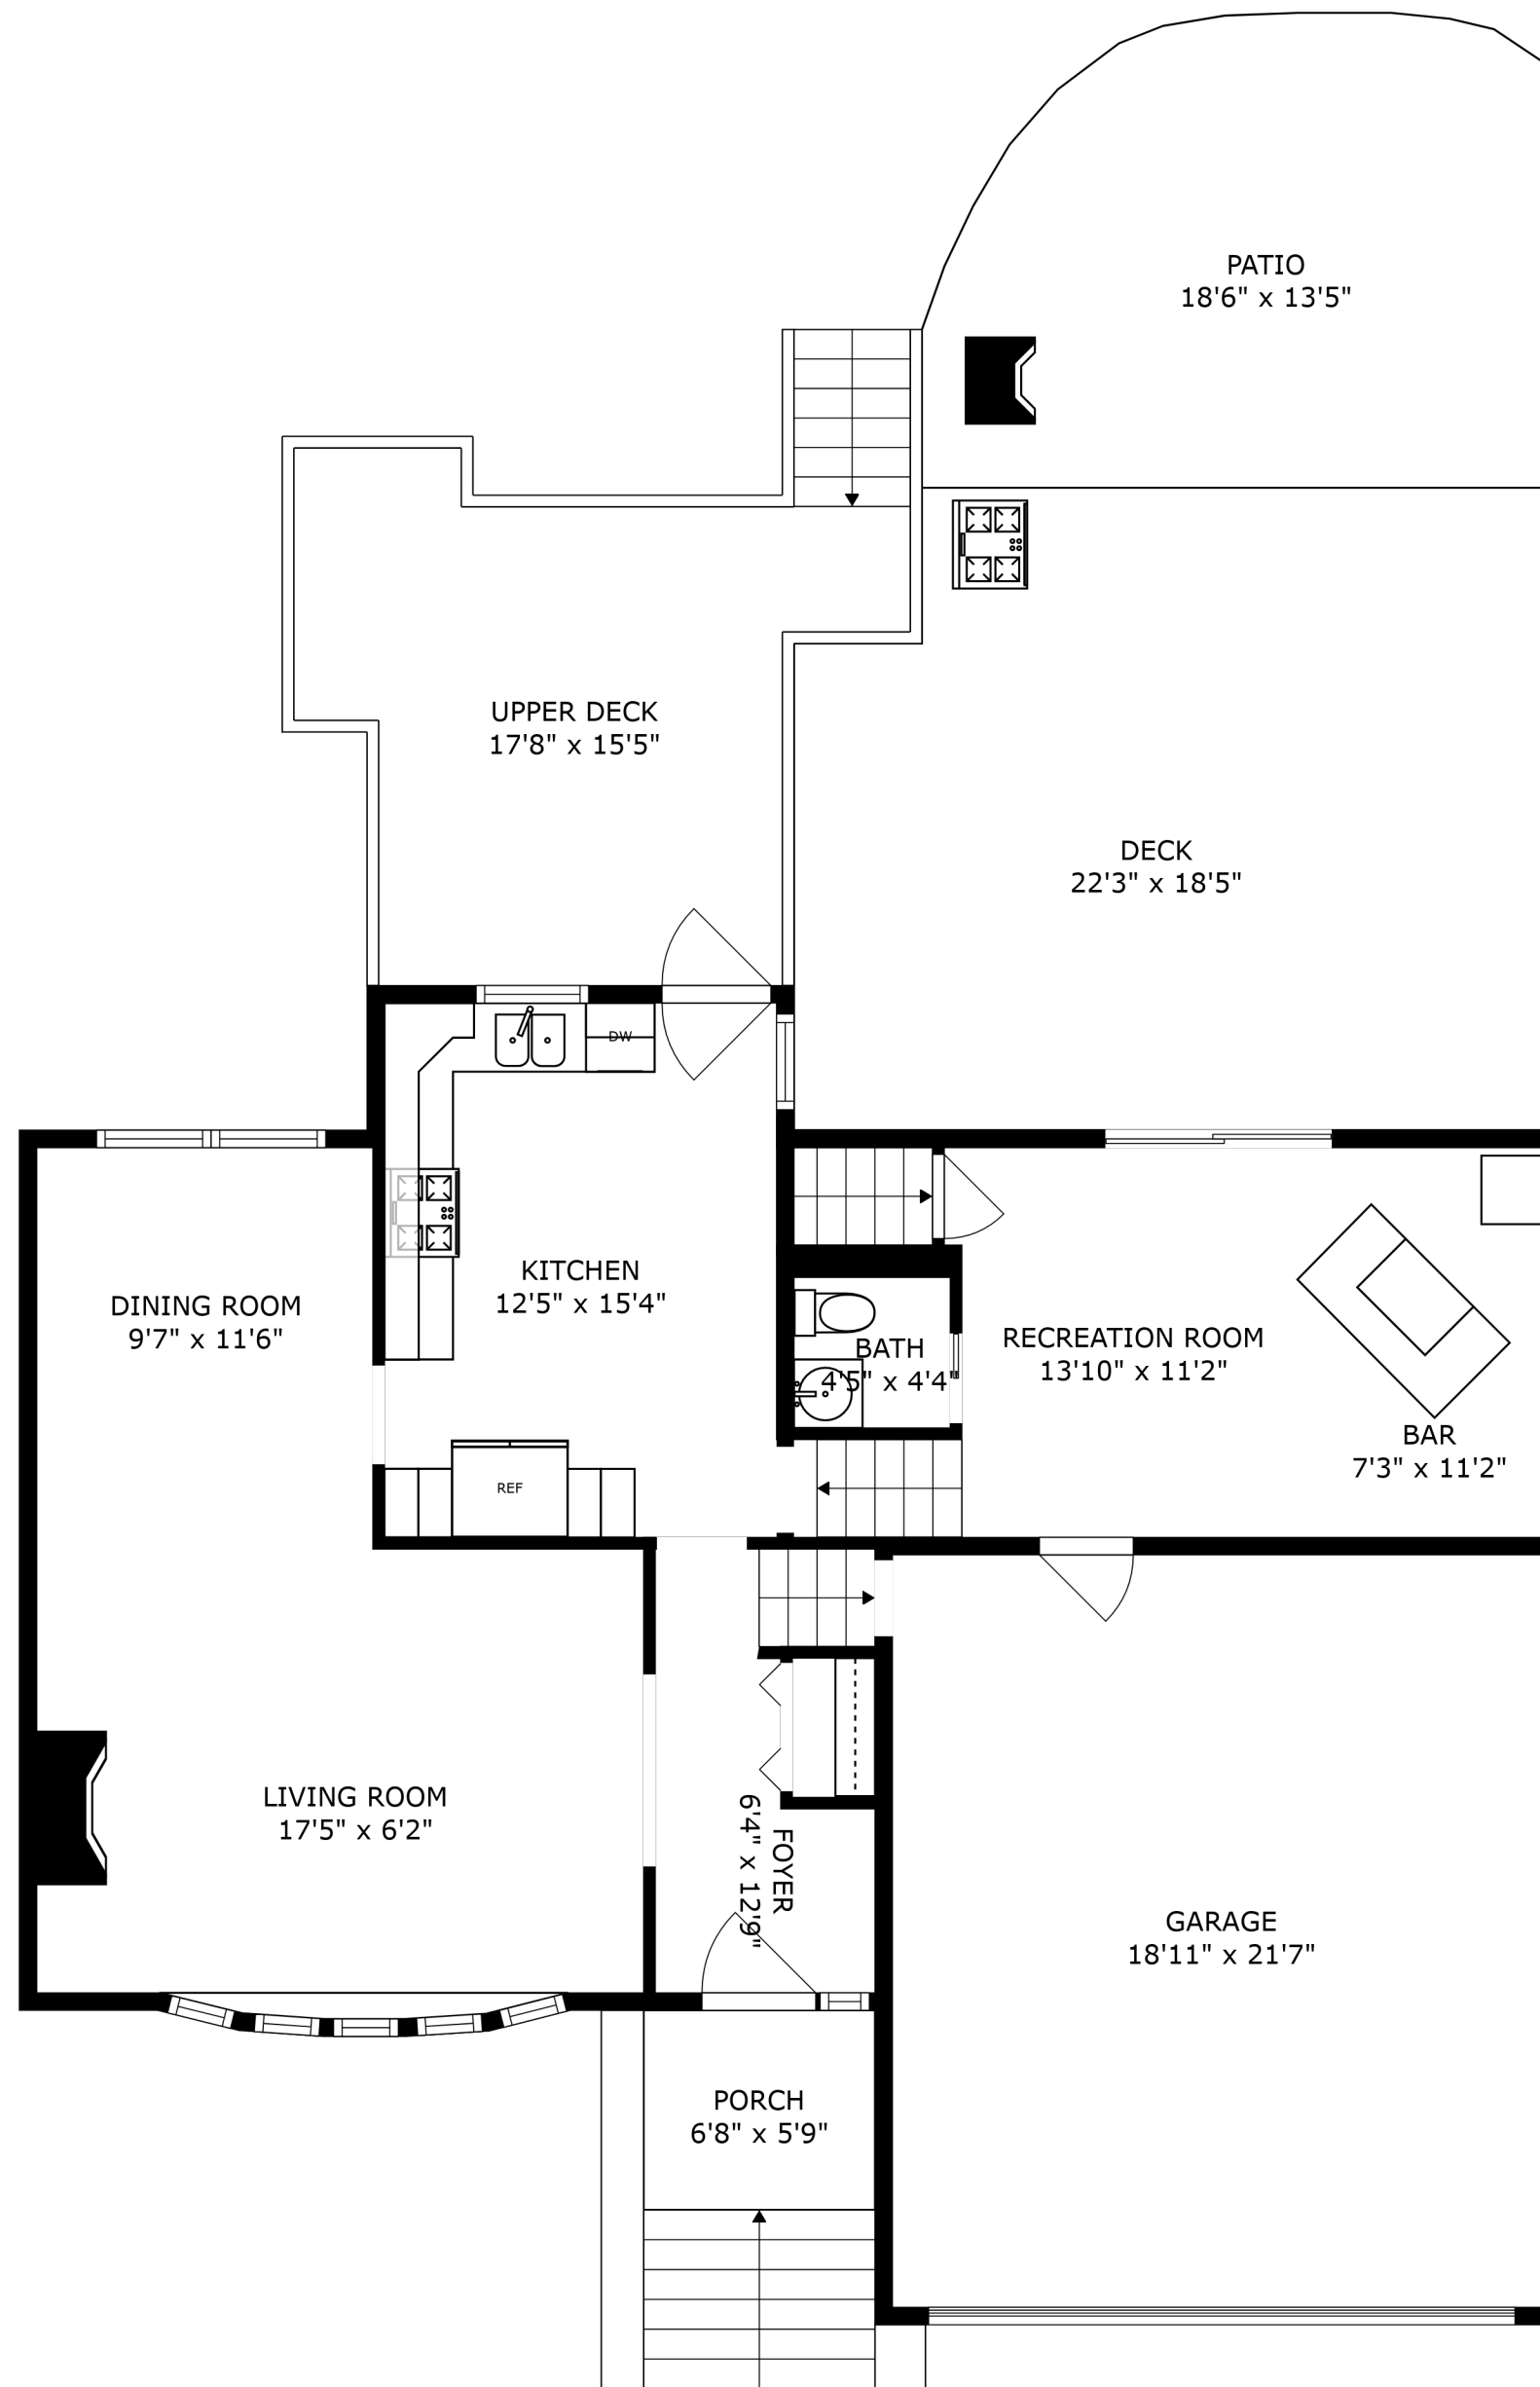 PATIO
18'6" x 13'5"
UPPER DECK
17'8" x 15'5"
DECK
22'3" x 18'5"
DW
KITCHEN
12'5" x 15'4"
DINING ROOM
9'7" x 11'6"
BATH
4'5" x 4'4"
RECREATION ROOM
13'10" x 11'2"
BAR
7'3" x 11'2"
REF
LIVING ROOM
17'5" x 6'2"
FOYER
6'4" x 12'9"
GARAGE
18'11" x 21'7"
PORCH
6'8" x 5'9"